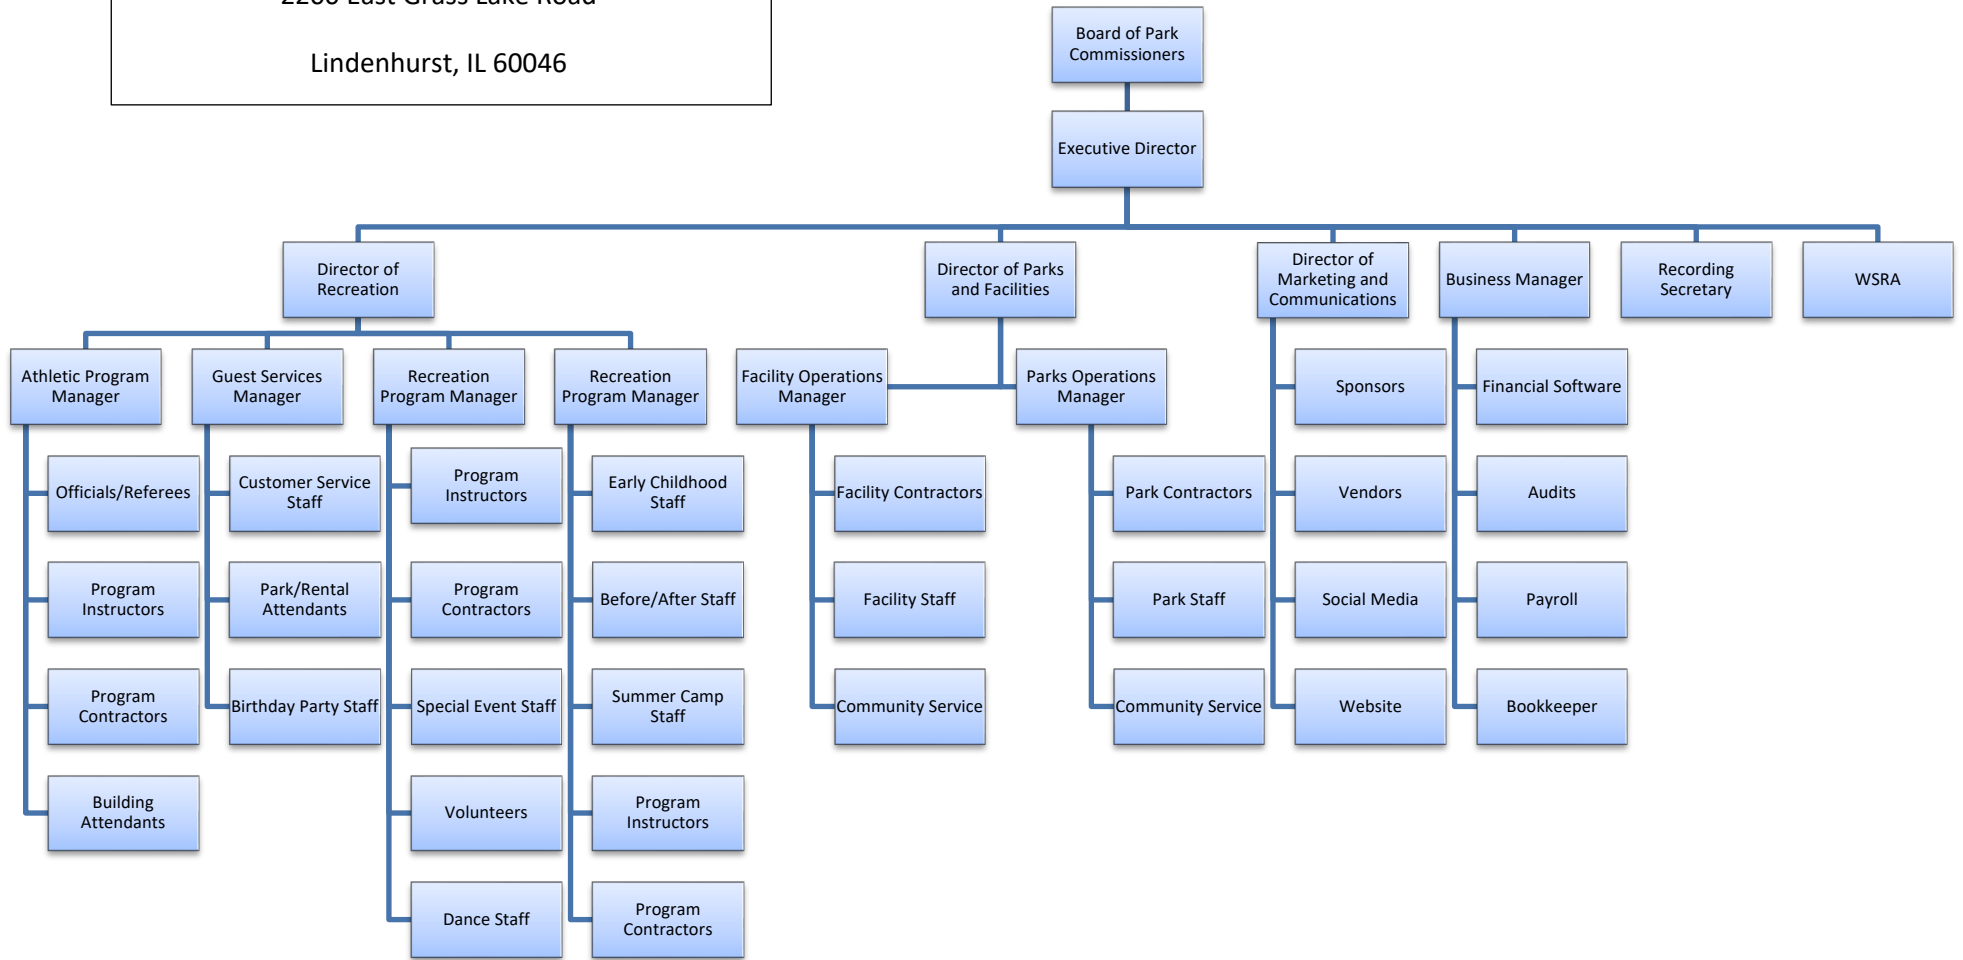 2200 East Grass Lake Road
Lindenhurst, IL 60046
Board of Park
Commissioners
Executive Director
Director of
Recreation
Director of Parks
and Facilities
Director of
Marketing and
Communications
Business Manager
Recording
Secretary
WSRA
Athletic Program
Manager
Guest Services
Manager
Recreation
Program Manager
Recreation
Program Manager
Facility Operations
Manager
Parks Operations
Manager
Sponsors
Financial Software
Officials/Referees
Customer Service
Staff
Program
Instructors
Early Childhood
Staff
Facility Contractors
Park Contractors
Vendors
Audits
Program
Instructors
Park/Rental
Attendants
Program
Contractors
Before/After Staff
Facility Staff
Park Staff
Social Media
Payroll
Program
Contractors
Birthday Party Staff
Special Event Staff
Summer Camp
Staff
Community Service
Community Service
Website
Bookkeeper
Building
Attendants
Volunteers
Program
Instructors
Dance Staff
Program
Contractors